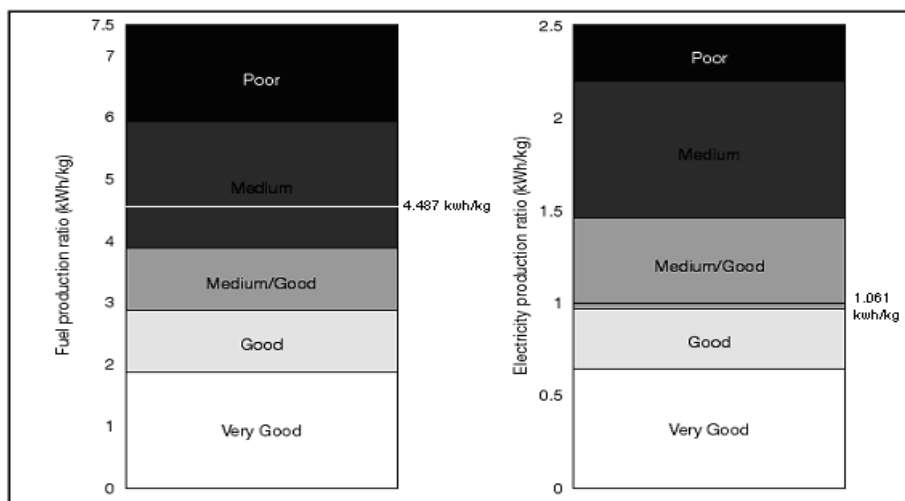 Fuel production ratio (kWh/kg)
7.5
7
6
5
4
3
2
1
0
Poor
Medium
Medium/Good
Good
Very Good
4.487 kwh/kg
Electricity production ratio (kWh/kg)
2.5
2
1.5
1
0.5
0
Poor
Medium
Medium/Good
Good
Very Good
1.061
kwh/kg